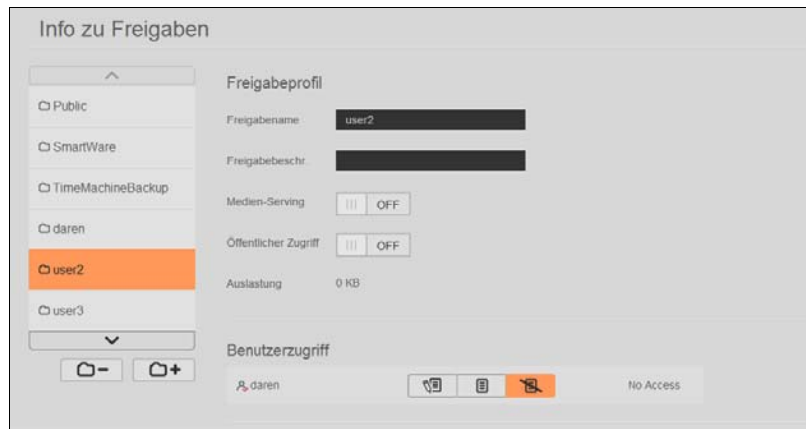 Info zu Freigaben
Public
SmartWare
TimeMachineBackup
daren
user2
user3
Freigabeprofil
Freigabename user2
Freigabebeschr.
Medien-Serving OFF
Öffentlicher Zugriff OFF
Auslastung 0 KB
Benutzerzugriff
daren No Access